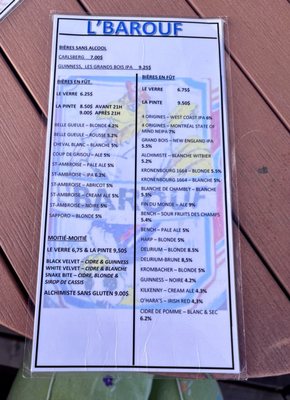 L'BAROUF
BIÈRES SANS ALCOOL
CARLSBERG 7.00$
GUINNESS, LES GRANDS BOIS IPA 9.25$
BIÈRES EN FÛT.
LE VERRE 6.25$
LA PINTE 8.50$ AVANT 21H
9.00$ APRÈS 21H
BELLE GUEULE – BLONDE 4.2%
BELLE GUEULE – ROUSSE 5.2%
CHEVAL BLANC – BLANCHE 5%
COUP DE GRISOU – ALE 5%
ST-AMBROISE – PALE ALE 5%
ST-AMBROISE – IPA 6.2%
ST-AMBROISE – ABRICOT 5%
ST-AMBROISE – CREAM ALE 5%
ST-AMBROISE – NOIRE 5%
SAPPORO – BLONDE 5%
MOITIÉ-MOITIÉ
LE VERRE 6,75 & LA PINTE 9,50$
BLACK VELVET – CIDRE & GUINNESS
WHITE VELVET – CIDRE & BLANCHE
SNAKE BITE – CIDRE, BLONDE &
SIROP DE CASSIS
ALCHIMISTE SANS GLUTEN 9.00$
BIÈRES EN FÛT
LE VERRE 6.75$
LA PINTE 9.50$
4 ORIGINES – WEST COAST IPA 6%
4 ORIGINES – MONTREAL STATE OF
MIND NEIPA 7%
GRAND BOIS – NEW ENGLAND IPA
5.5%
ALCHIMISTE – BLANCHE WITBIER
5.2%
KRONENBOURG 1664 – BLONDE 5.5%
KRONENBOURG 1664 – BLANCHE 5%
BLANCHE DE CHAMBLY – BLANCHE
5%
FIN DU MONDE – ALE 9%
BENCH – SOUR FRUITS DES CHAMPS
5.4%
BENCH – PALE ALE 5%
HARP – BLONDE 5%
DELIRIUM – BLONDE 8.5%
DELIRIUM-BRUNE 8,5%
KROMBACHER – BLONDE 5%
GUINNESS – NOIRE 4.2%
KILKENNY – CREAM ALE 4.3%
O'HARA'S – IRISH RED 4.3%
CIDRE DE POMME – BLANC & SEC
6.2%